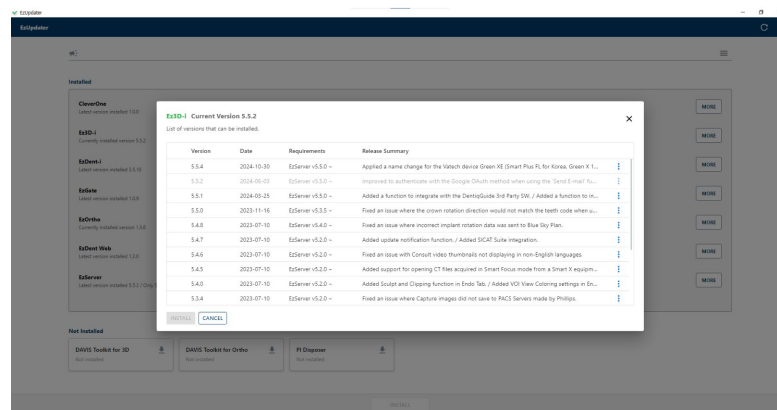 EzUpdater
EzUpdater
Installed
CleverOne
Latest version installed 1.0.0
MORE
Ez3D-i
Currently installed version 5.5.2
MORE
EzDent-i
Latest version installed 3.5.10
MORE
EzGate
Latest version installed 1.0.9
MORE
EzOrtho
Currently installed version
MORE
EzDent Web
Latest version installed 1.2.0
MORE
EzServer
MORE
Ez3D-i Current Version 5.5.2
List of versions that can be installed.
Version Date Requirements Release Summary
5.5.4 2024-10-30 EzServer v5.5.0 ~ Applied a name change for the Vatech device Green XE (Smart Plus FL for Korea, Green X 1...
5.5.2 2024-06-03 EzServer v5.5.0 ~ Improved to authenticate with the Google OAuth method when using the 'Send E-mail' fu...
5.5.1 2024-03-25 EzServer v5.5.0 ~ Added a function to integrate with the DentiqGuide 3rd Party SW. / Added a function to in...
5.5.0 2023-11-16 EzServer v5.3.5 ~ Fixed an issue where the crown rotation direction would not match the teeth code when u...
5.4.8 2023-07-10 EzServer v5.4.0 ~ Fixed an issue where incorrect implant rotation data was sent to Blue Sky Plan.
5.4.7 2023-07-10 EzServer v5.2.0 ~ Added update notification function. / Added SICAT Suite integration.
5.4.6 2023-07-10 EzServer v5.2.0 ~ Fixed an issue with Consult video thumbnails not displaying in non-English languages.
5.4.5 2023-07-10 EzServer v5.2.0 ~ Added support for opening CT files acquired in Smart Focus mode from a Smart X equipm...
5.4.0 2023-07-10 EzServer v5.2.0 ~ Added Sculpt and Clipping function in Endo Tab. / Added VOI View Coloring settings in En...
5.3.4 2023-07-10 EzServer v5.2.0 ~ Fixed an issue where Capture images did not save to PACS Servers made by Phillips.
INSTALL CANCEL
Not Installed
DAVIS Toolkit for 3D
Not installed
DAVIS Toolkit for Ortho
Not installed
PI Disposer
Not installed
INSTALL